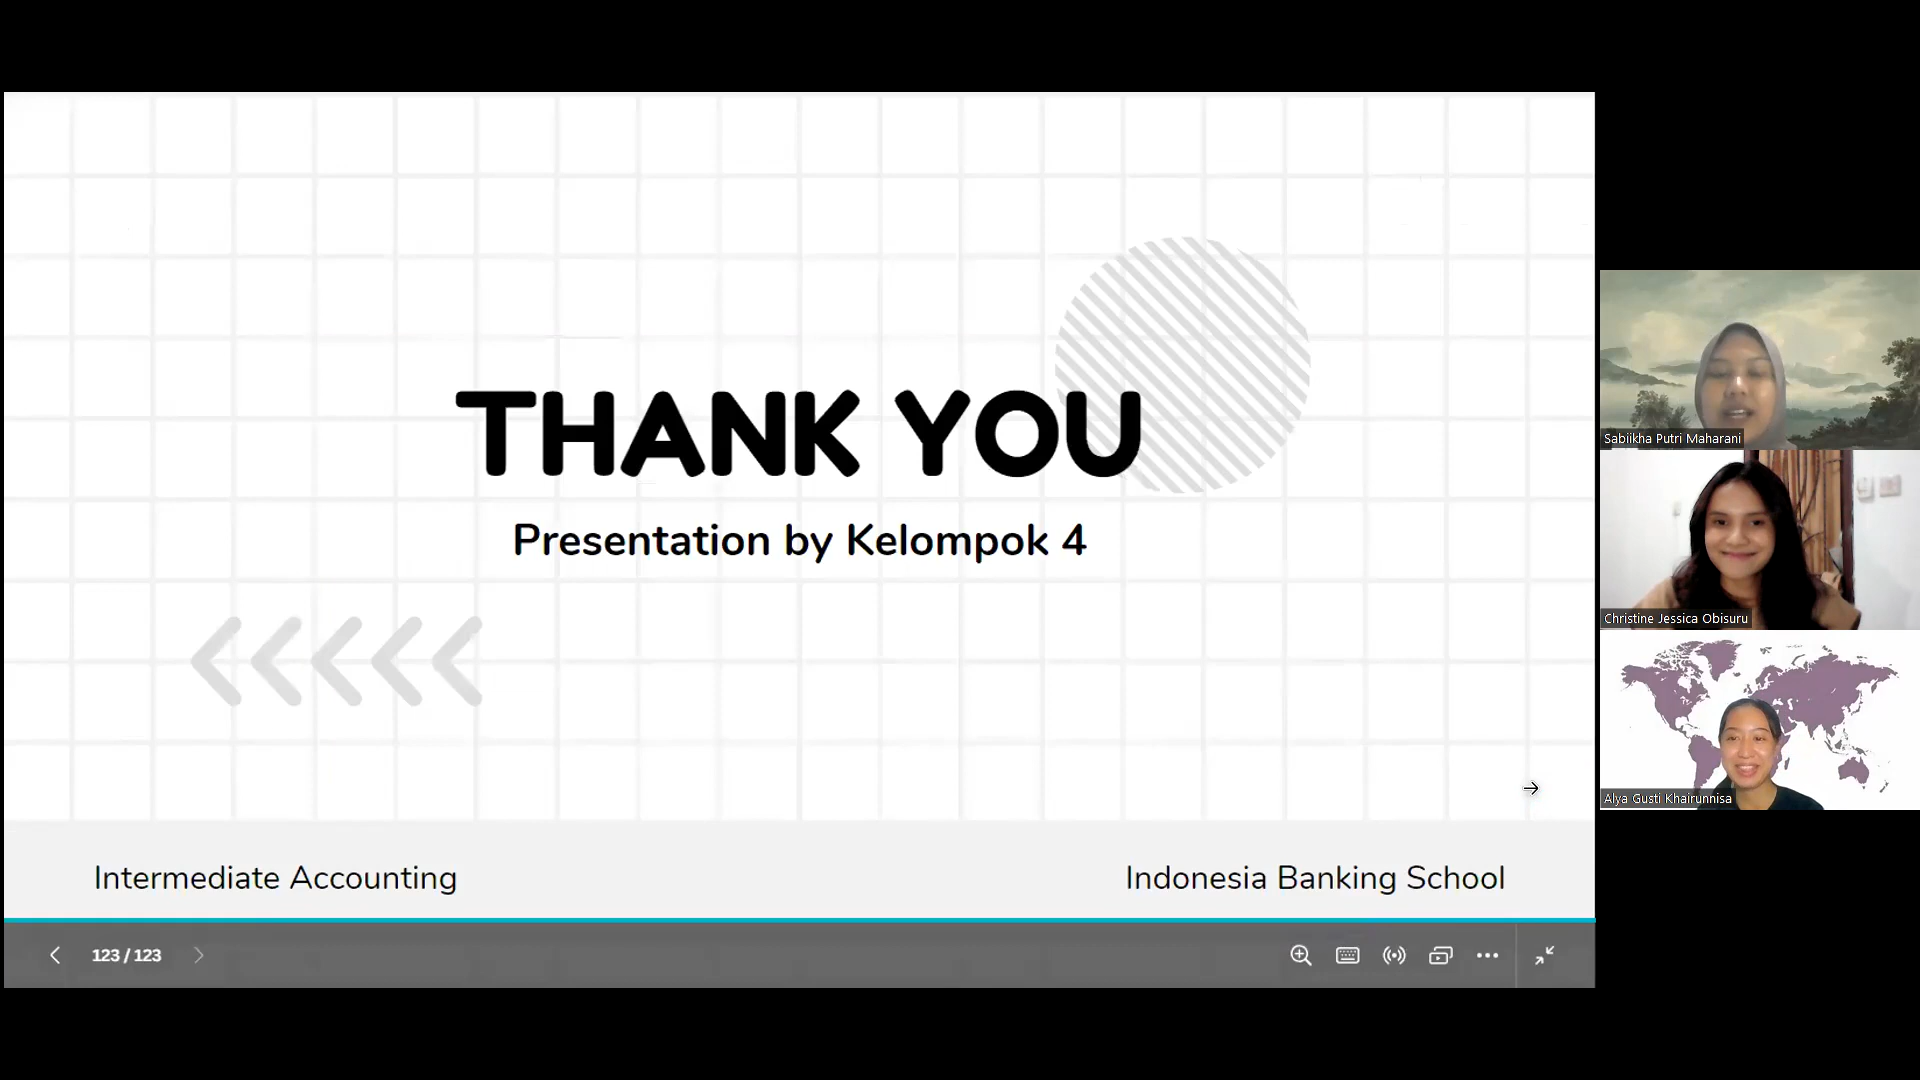 THANK YOU
Presentation by Kelompok 4
Intermediate Accounting
Indonesia Banking School
123 / 123
Sabiikha Putri Maharani
Christine Jessica Obisuru
Alya Gusti Khairunnisa